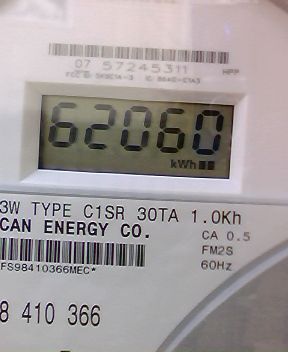 07 57245311 HPP
62060
kWh
3W TYPE C1SR 30TA 1.0Kh
CAN ENERGY CO.
CA 0.5
FM2S
FS98410366MEC*
60Hz
8 410 366